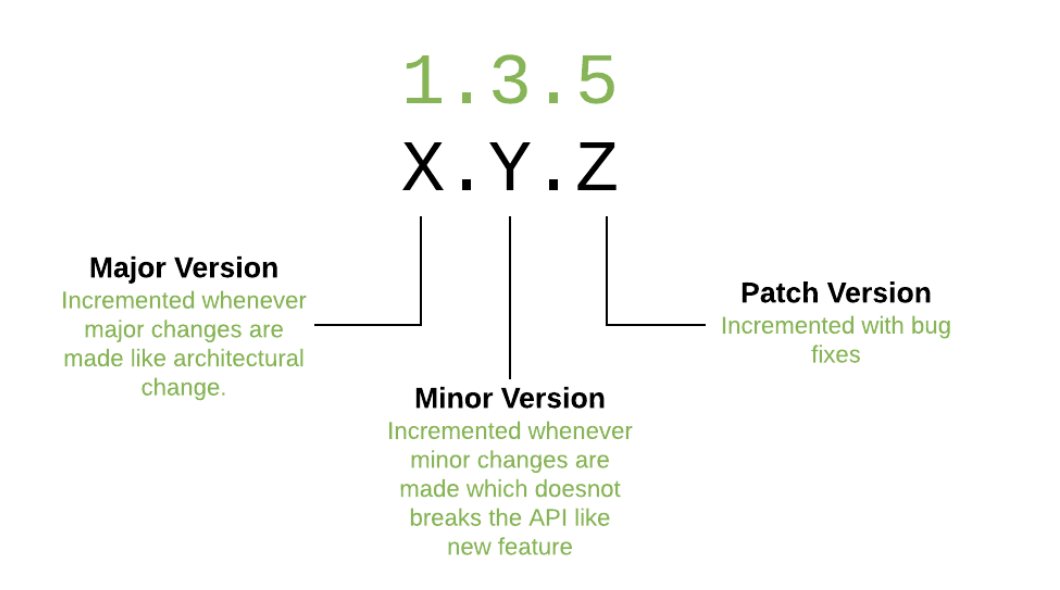 1.3.5
X.Y.Z
Major Version
Incremented whenever
major changes are
made like architectural
change.
Minor Version
Incremented whenever
minor changes are
made which doesnot
breaks the API like
new feature
Patch Version
Incremented with bug
fixes